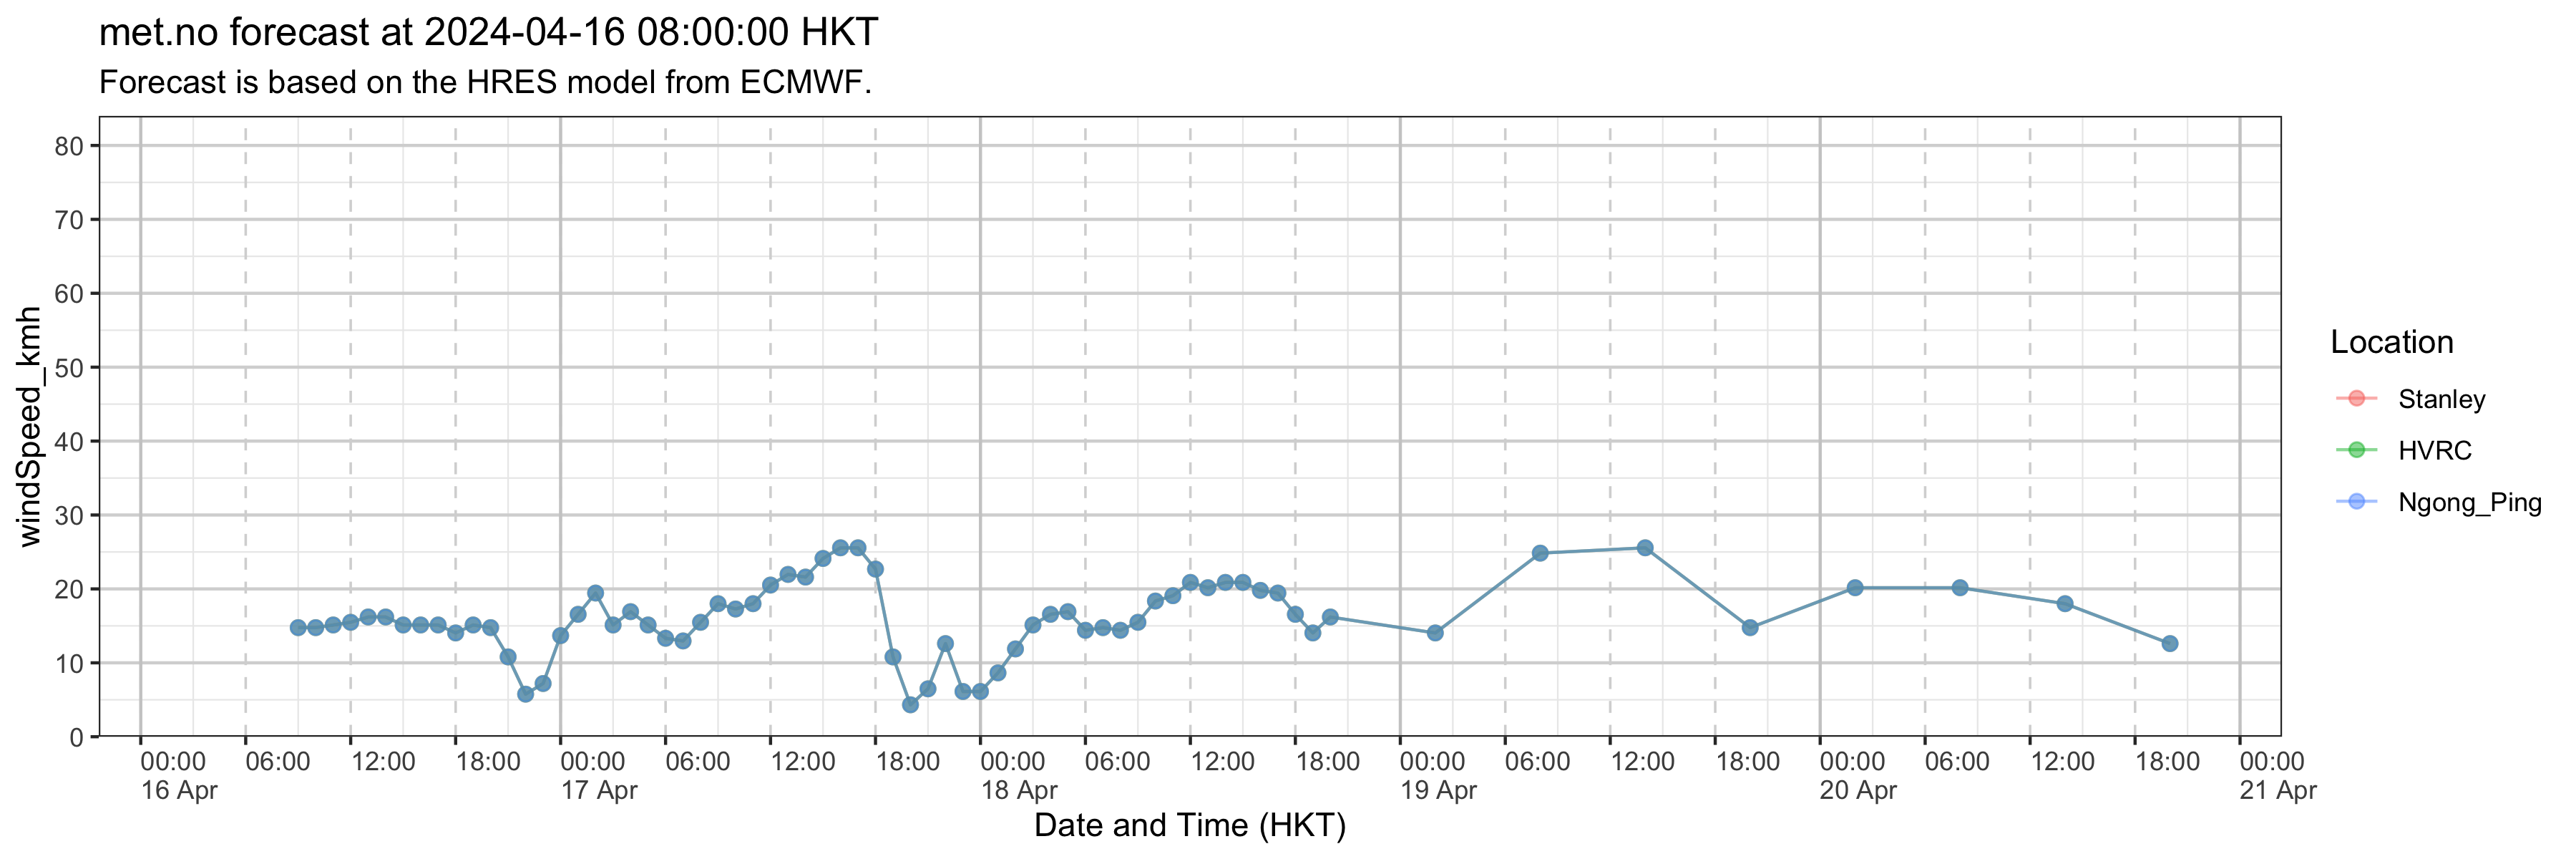 met.no forecast at 2024-04-16 08:00:00 HKT
Forecast is based on the HRES model from ECMWF.
windSpeed_kmh
80
70
60
50
40
30
20
10
0
00:00 06:00 12:00 18:00 00:00 06:00 12:00 18:00 00:00 06:00 12:00 18:00 00:00 06:00 12:00 18:00 00:00 06:00 12:00 18:00 00:00
16 Apr 17 Apr 18 Apr 19 Apr 20 Apr 21 Apr
Date and Time (HKT)
Location
Stanley
HVRC
Ngong_Ping